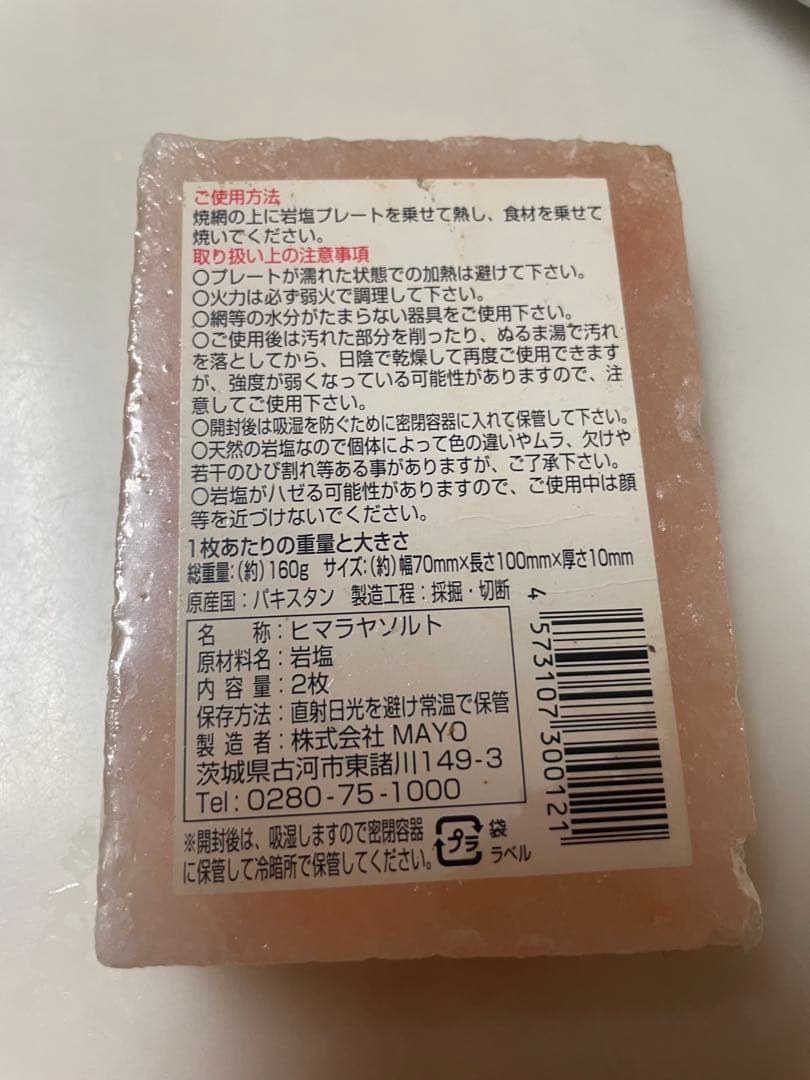 ご使用方法
焼網の上に岩塩プレートを乗せて熱し、食材を乗せて
焼いてください。
取り扱い上の注意事項
○プレートが濡れた状態での加熱は避けて下さい。
○火力は必ず弱火で調理して下さい。
○網等の水分がたまらない器具をご使用下さい。
○ご使用後は汚れた部分を削ったり、ぬるま湯で汚れ
を落としてから、日陰で乾燥して再度ご使用できます
が、強度が弱くなっている可能性がありますので、注
意してご使用下さい。
○開封後は吸湿を防ぐために密閉容器に入れて保管して下さい。
○天然の岩塩なので個体によって色の違いやムラ、欠けや
若干のひび割れ等ある事がありますが、ご了承下さい。
○岩塩がハゼる可能性がありますので、ご使用中は顔
等を近づけないでください。
1枚あたりの重量と大きさ
総重量:(約)160g サイズ:(約)幅70mm×長さ100mm×厚さ10mm
原産国:パキスタン 製造工程:採掘・切断
名 称:ヒマラヤソルト
原材料名:岩塩
内容量:2枚
保存方法:直射日光を避け常温で保管
製造者:株式会社 MAYO
茨城県古河市東諸川149-3
Tel:0280-75-1000
※開封後は、吸湿しますので密閉容器
に保管して冷暗所で保管してください。
プラ
袋
ラベル
4 573107 300121